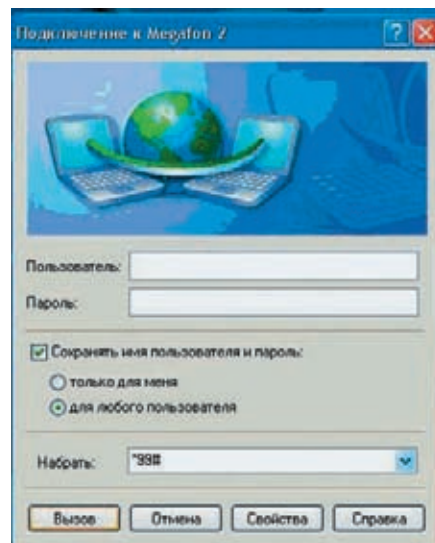 Подключение к Megafon 2
Пользователь:
Пароль:
Сохранять имя пользователя и пароль:
только для меня
для любого пользователя
Набрать: *99#
Вызов Отмена Свойства Справка